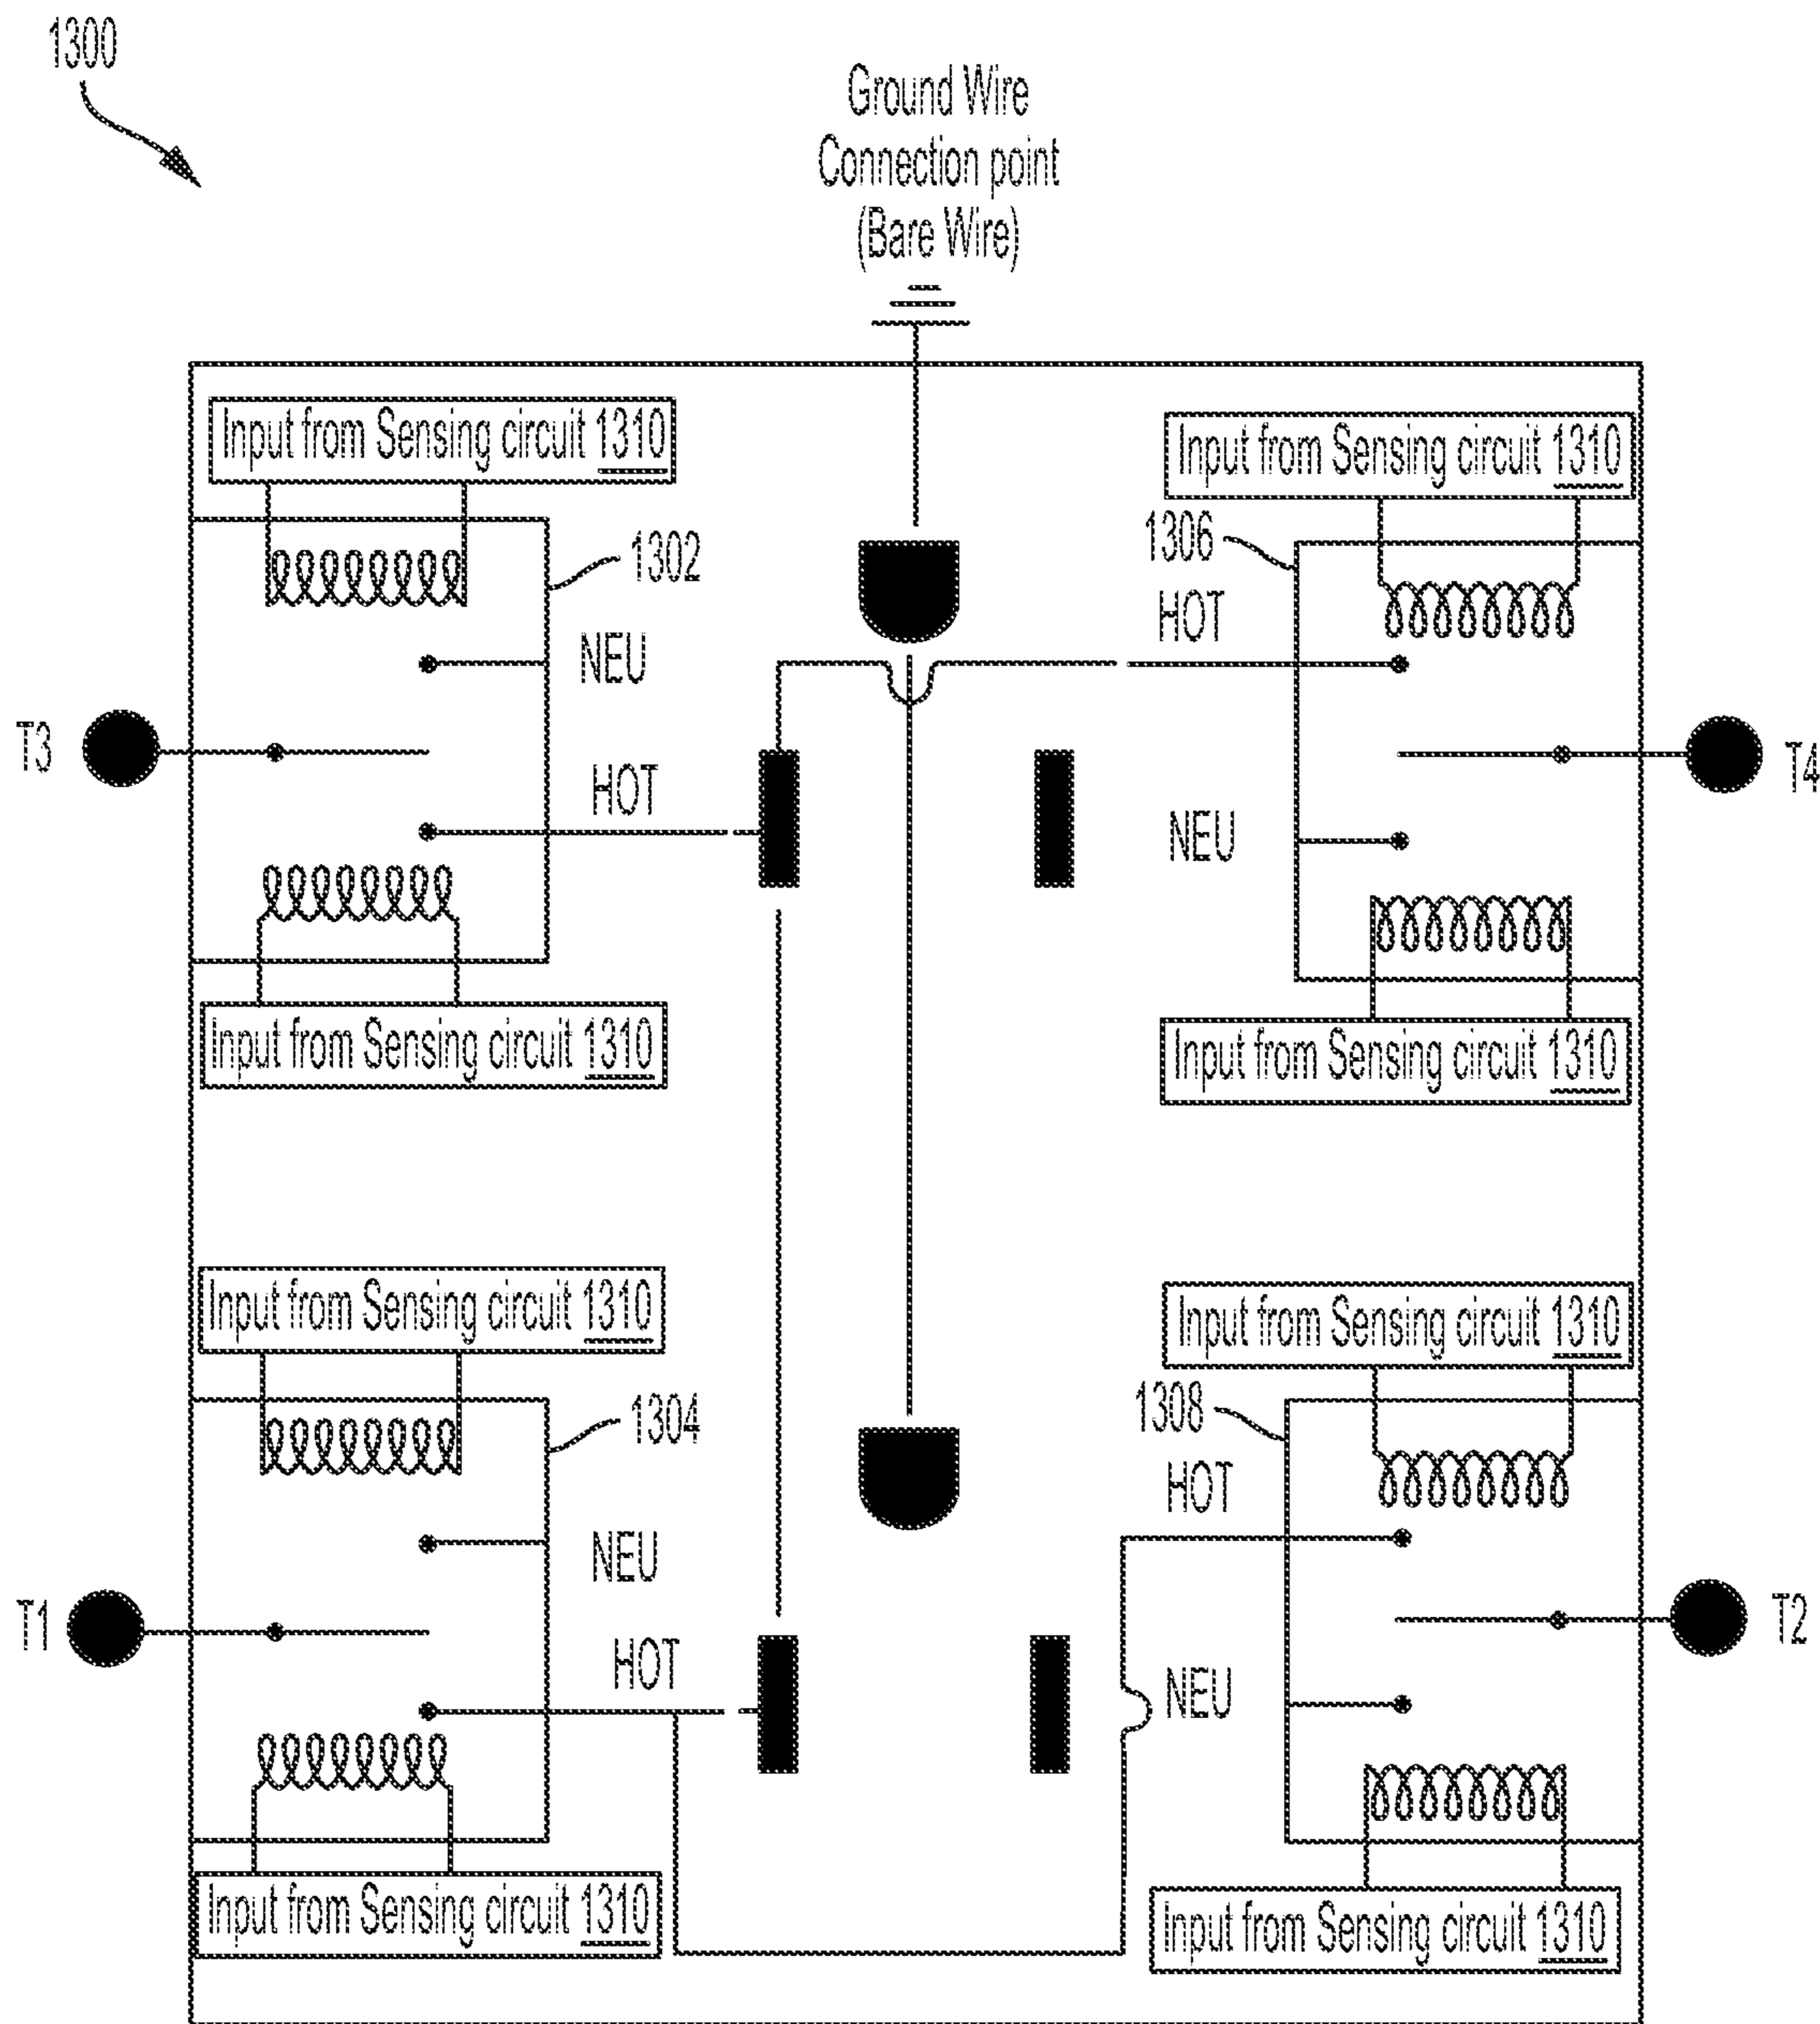 1300
Ground Wire
Connection point
(Bare Wire)
Input from Sensing circuit 1310
Input from Sensing circuit 1310
1302
1306
HOT
NEU
T3
T4
HOT
NEU
Input from Sensing circuit 1310
Input from Sensing circuit 1310
Input from Sensing circuit 1310
Input from Sensing circuit 1310
1304
1308
HOT
NEU
T1
T2
HOT
NEU
Input from Sensing circuit 1310
Input from Sensing circuit 1310